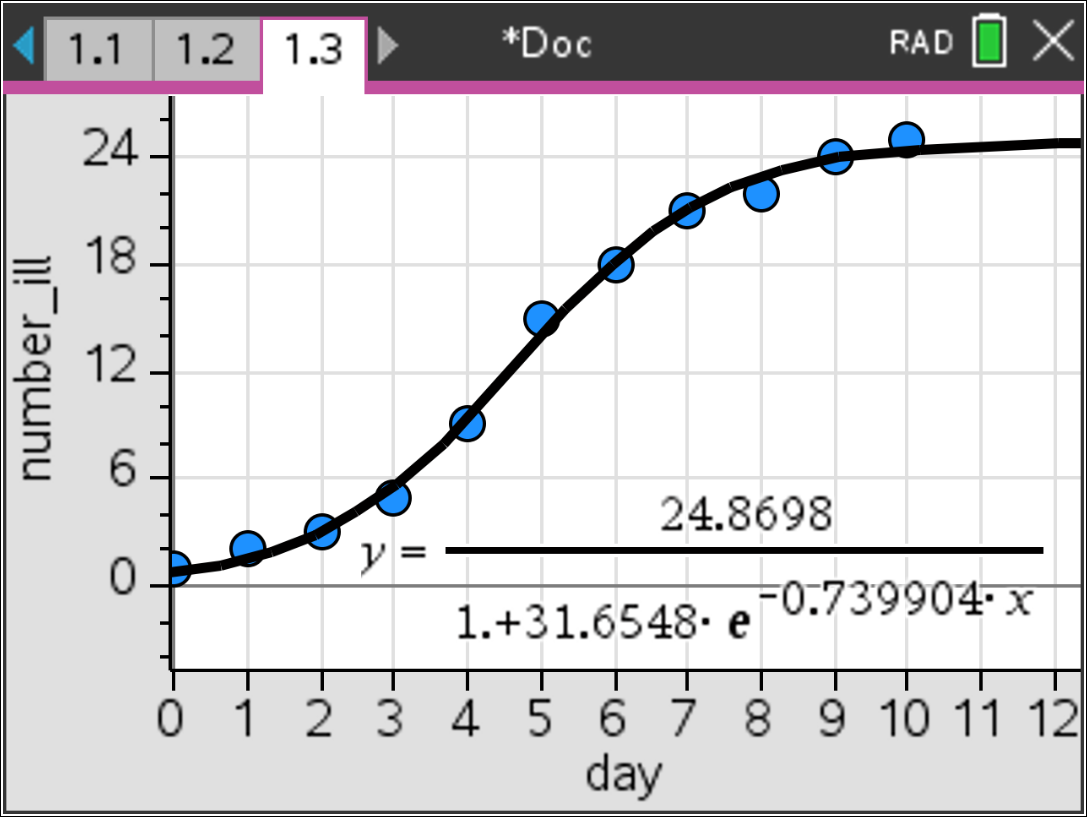 1.1 1.2 1.3 *Doc RAD
24
18
12
6
0
number_ill
y = 24.8698
1.+31.6548· e^-0.739904· x
0 1 2 3 4 5 6 7 8 9 10 11 12
day